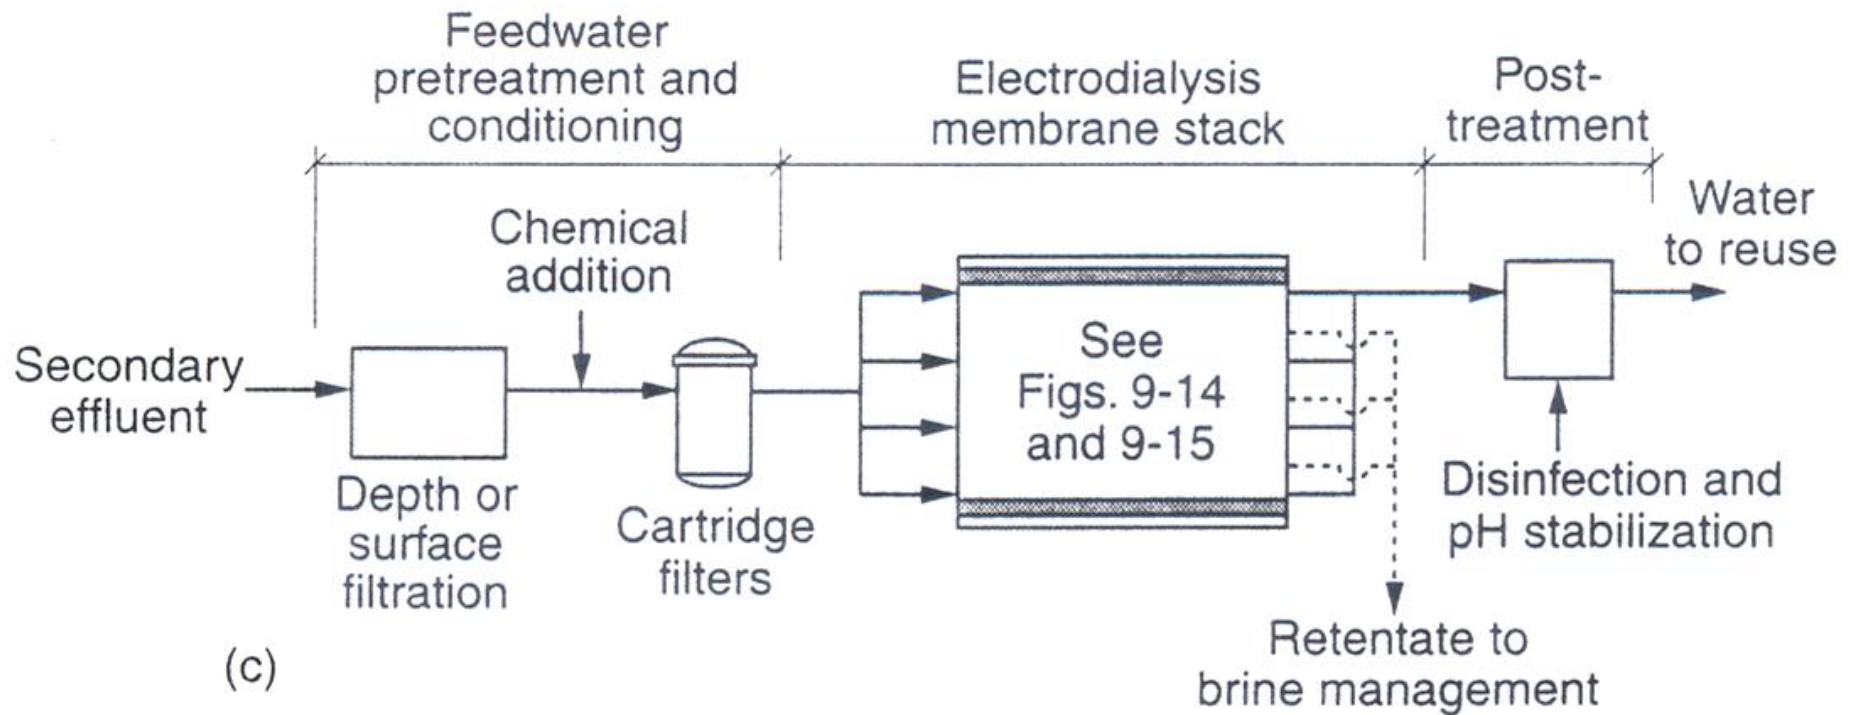 Feedwater
pretreatment and
conditioning
Electrodialysis
membrane stack
Post-
treatment
Water
to reuse
Chemical
addition
Secondary
effluent
See
Figs. 9-14
and 9-15
Depth or
surface
filtration
Cartridge
filters
Disinfection and
pH stabilization
Retentate to
brine management
(c)